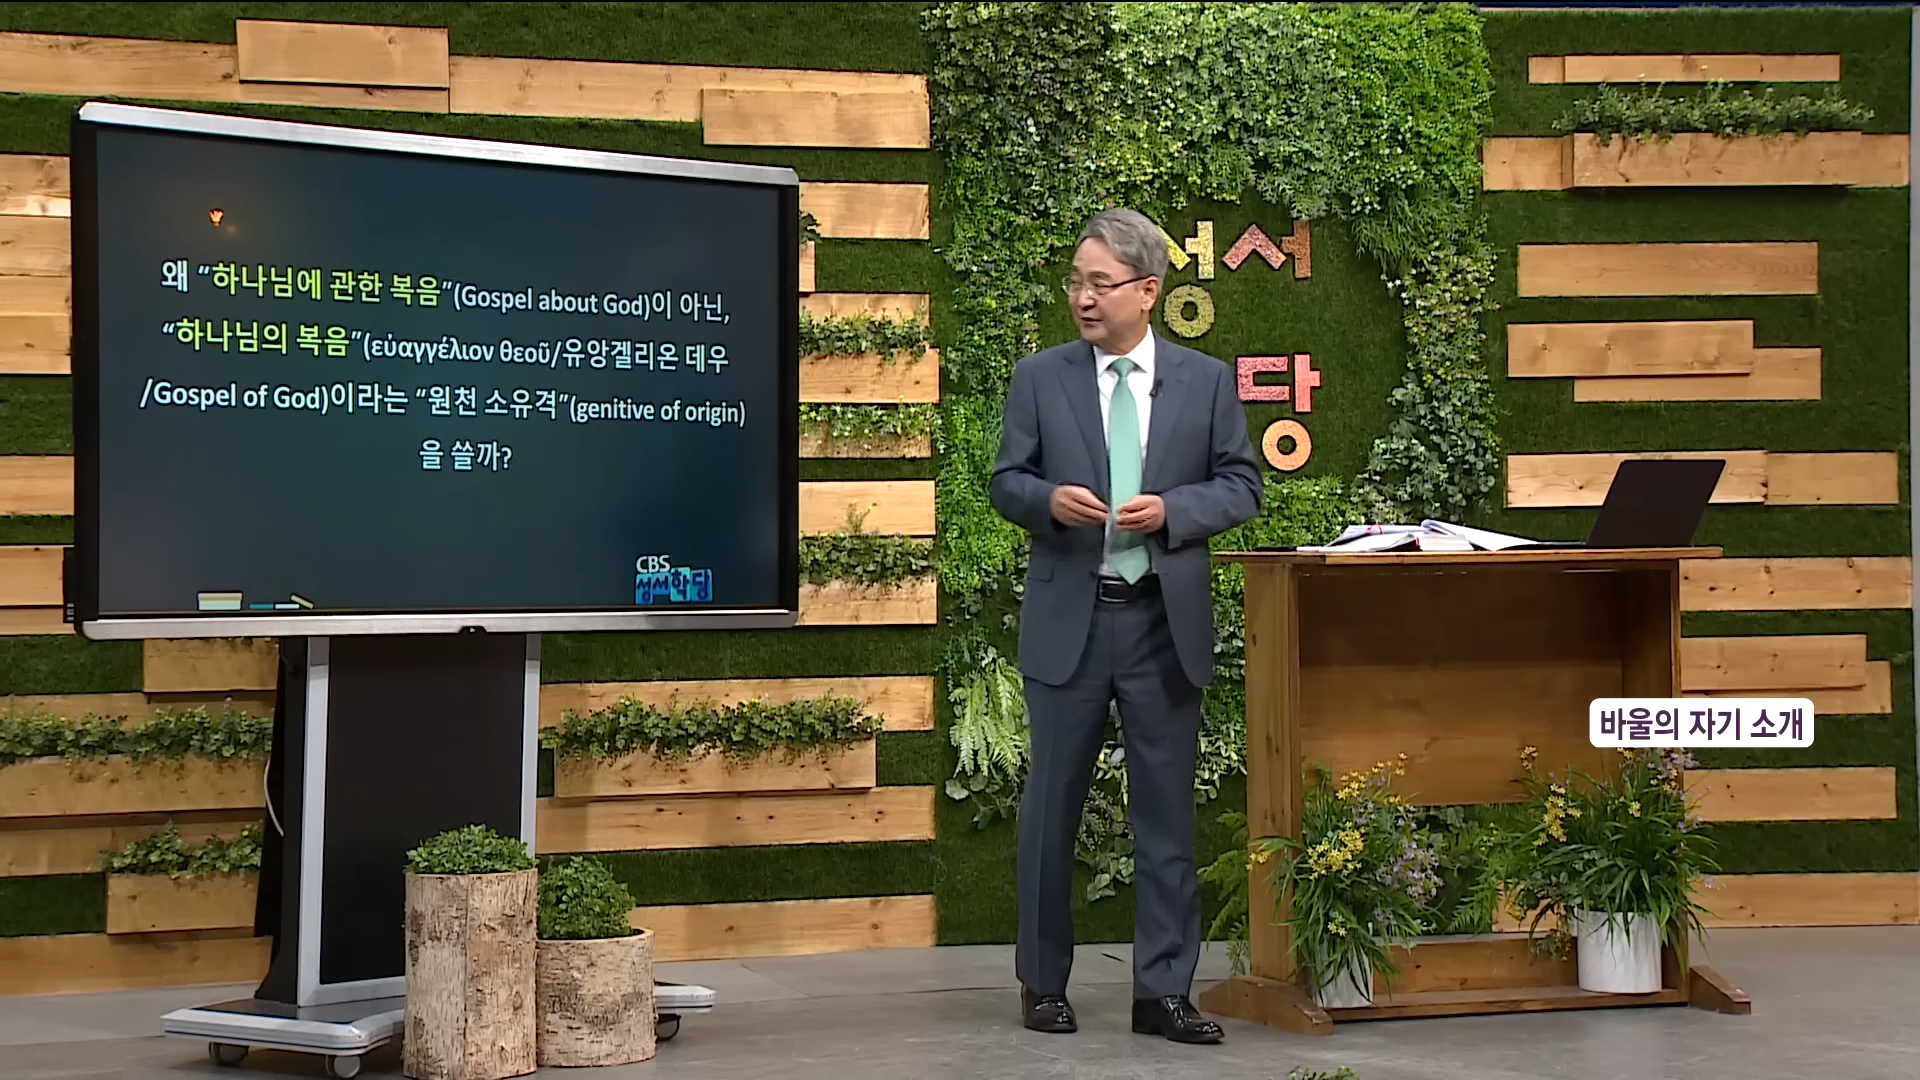 왜 “하나님에 관한 복음”(Gospel about God)이 아닌,
“하나님의 복음”(εὐαγγέλιον θεοῦ/유앙겔리온 데우
/Gospel of God)이라는 “원천 소유격”(genitive of origin)
을 쓸까?
CBS
성서학당
성서
당
바울의 자기 소개